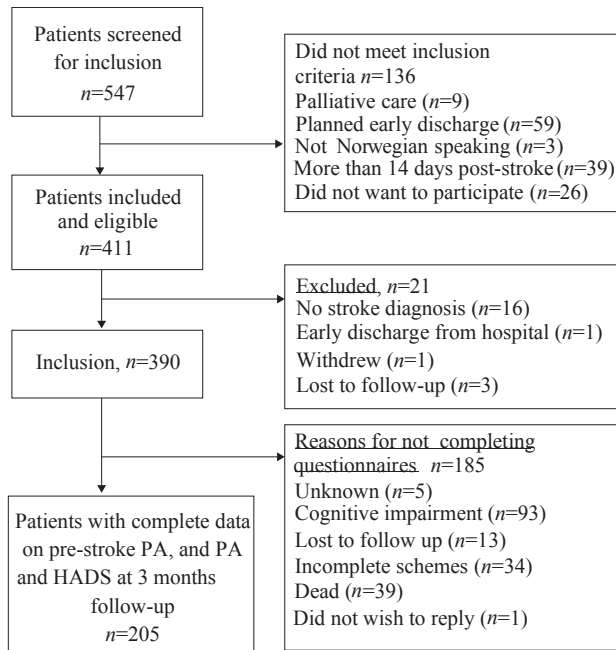 Patients screened
for inclusion
n=547
Did not meet inclusion
criteria n=136
Palliative care (n=9)
Planned early discharge (n=59)
Not Norwegian speaking (n=3)
More than 14 days post-stroke (n=39)
Did not want to participate (n=26)
Patients included
and eligible
n=411
Excluded, n=21
No stroke diagnosis (n=16)
Early discharge from hospital (n=1)
Withdrew (n=1)
Lost to follow-up (n=3)
Inclusion, n=390
Reasons for not completing
questionnaires n=185
Unknown (n=5)
Cognitive impairment (n=93)
Lost to follow up (n=13)
Incomplete schemes (n=34)
Dead (n=39)
Did not wish to reply (n=1)
Patients with complete data
on pre-stroke PA, and PA
and HADS at 3 months
follow-up
n=205